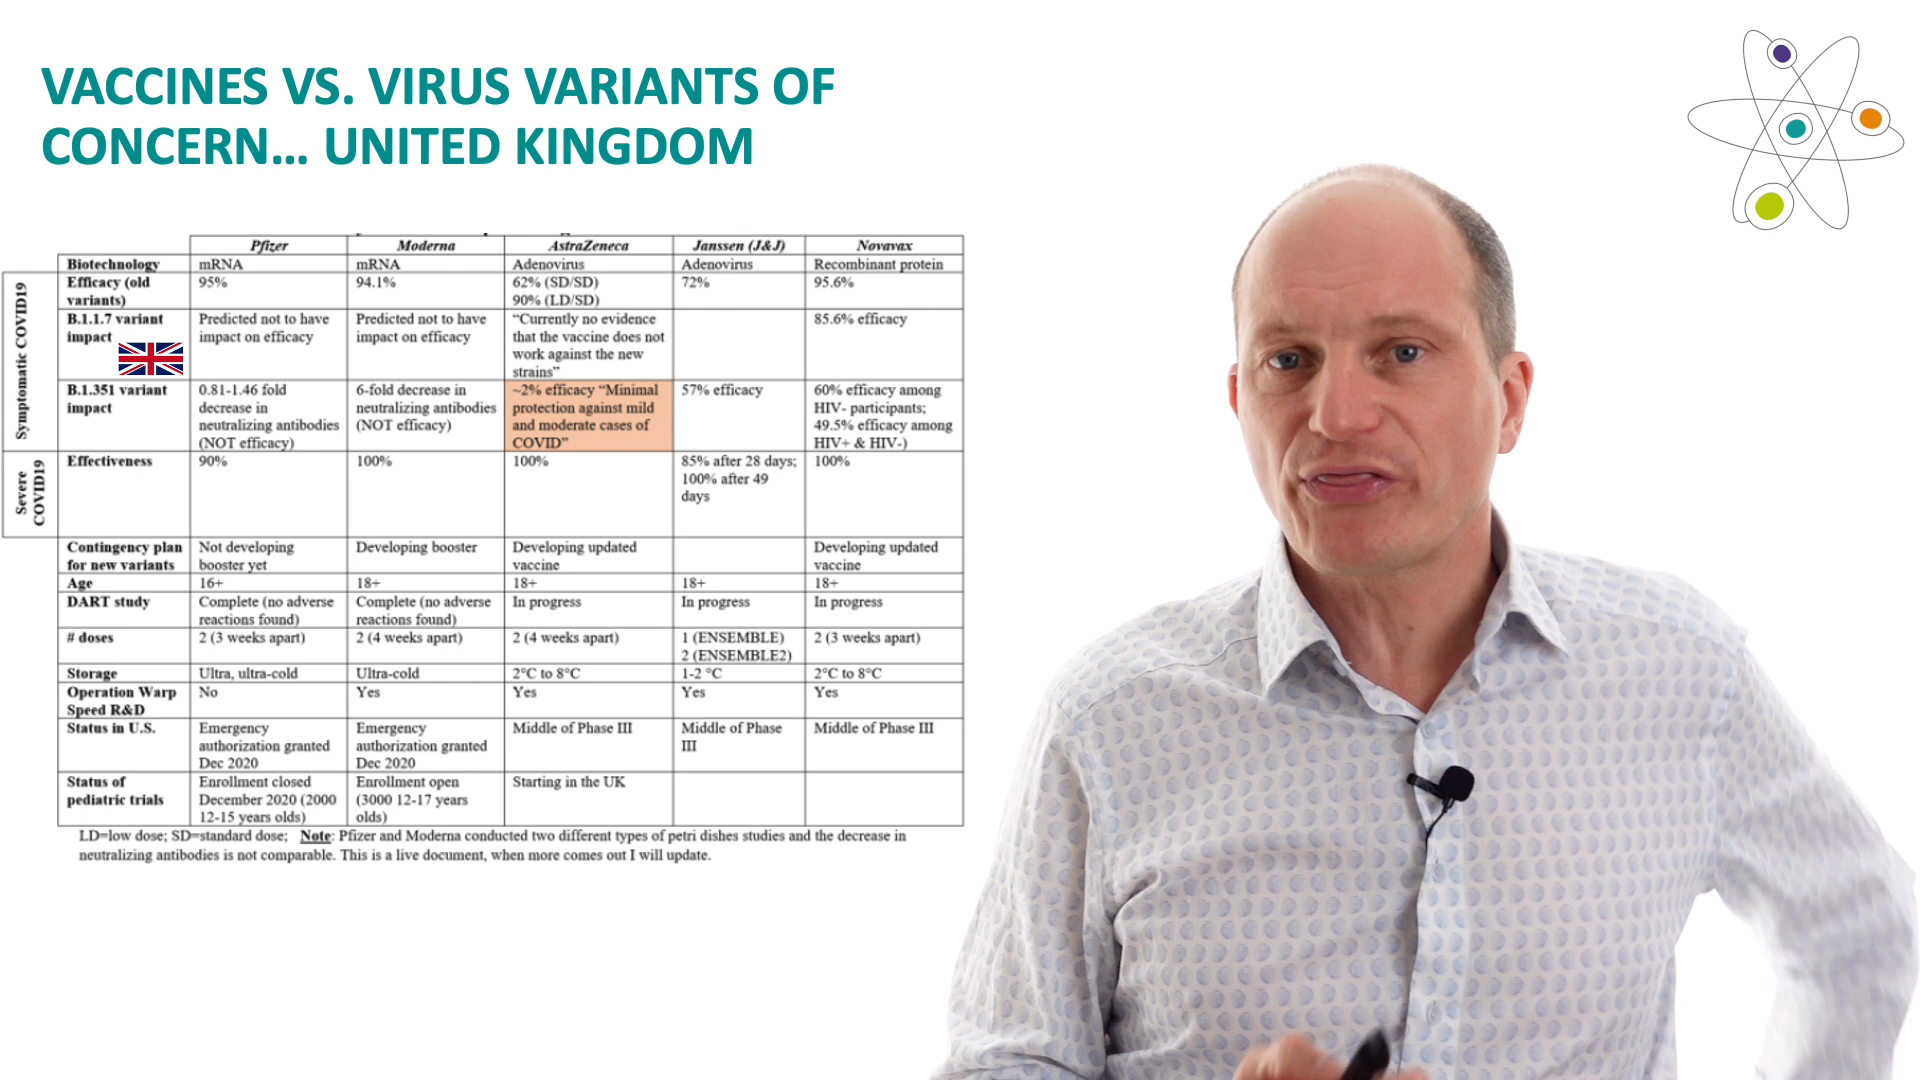 VACCINES VS. VIRUS VARIANTS OF
CONCERN... UNITED KINGDOM
Pfizer Moderna AstraZeneca Janssen (J&J) Novavax
Biotechnology mRNA mRNA Adenovirus Adenovirus Recombinant protein
Symptomatic COVID19
Efficacy (old 95% 94.1% 62% (SD/SD) 72% 95.6%
variants) 90% (LD/SD)
B.1.1.7 variant Predicted not to have Predicted not to have "Currently no evidence 85.6% efficacy
impact impact on efficacy impact on efficacy that the vaccine does not
work against the new
strains"
B.1.351 variant 0.81-1.46 fold 6-fold decrease in ~2% efficacy "Minimal 57% efficacy 60% efficacy among
impact decrease in neutralizing antibodies protection against mild HIV- participants;
neutralizing antibodies (NOT efficacy) and moderate cases of 49.5% efficacy among
(NOT efficacy) COVID" HIV+ & HIV-)
Severe
COVID19
Effectiveness 90% 100% 100% 85% after 28 days; 100%
100% after 49
days
Contingency plan Not developing Developing booster Developing updated Developing updated
for new variants booster yet vaccine vaccine
Age 16+ 18+ 18+ 18+ 18+
DART study Complete (no adverse Complete (no adverse In progress In progress In progress
reactions found) reactions found)
# doses 2 (3 weeks apart) 2 (4 weeks apart) 2 (4 weeks apart) 1 (ENSEMBLE) 2 (3 weeks apart)
2 (ENSEMBLE2)
Storage Ultra, ultra-cold Ultra-cold 2°C to 8°C 1-2 °C 2°C to 8°C
Operation Warp No Yes Yes Yes Yes
Speed R&D
Status in U.S. Emergency Emergency Middle of Phase III Middle of Phase Middle of Phase III
authorization granted authorization granted III
Dec 2020 Dec 2020
Status of Enrollment closed Enrollment open Starting in the UK
pediatric trials December 2020 (2000 (3000 12-17 years
12-15 years olds) olds)
LD=low dose; SD=standard dose; Note: Pfizer and Moderna conducted two different types of petri dishes studies and the decrease in
neutralizing antibodies is not comparable. This is a live document, when more comes out I will update.